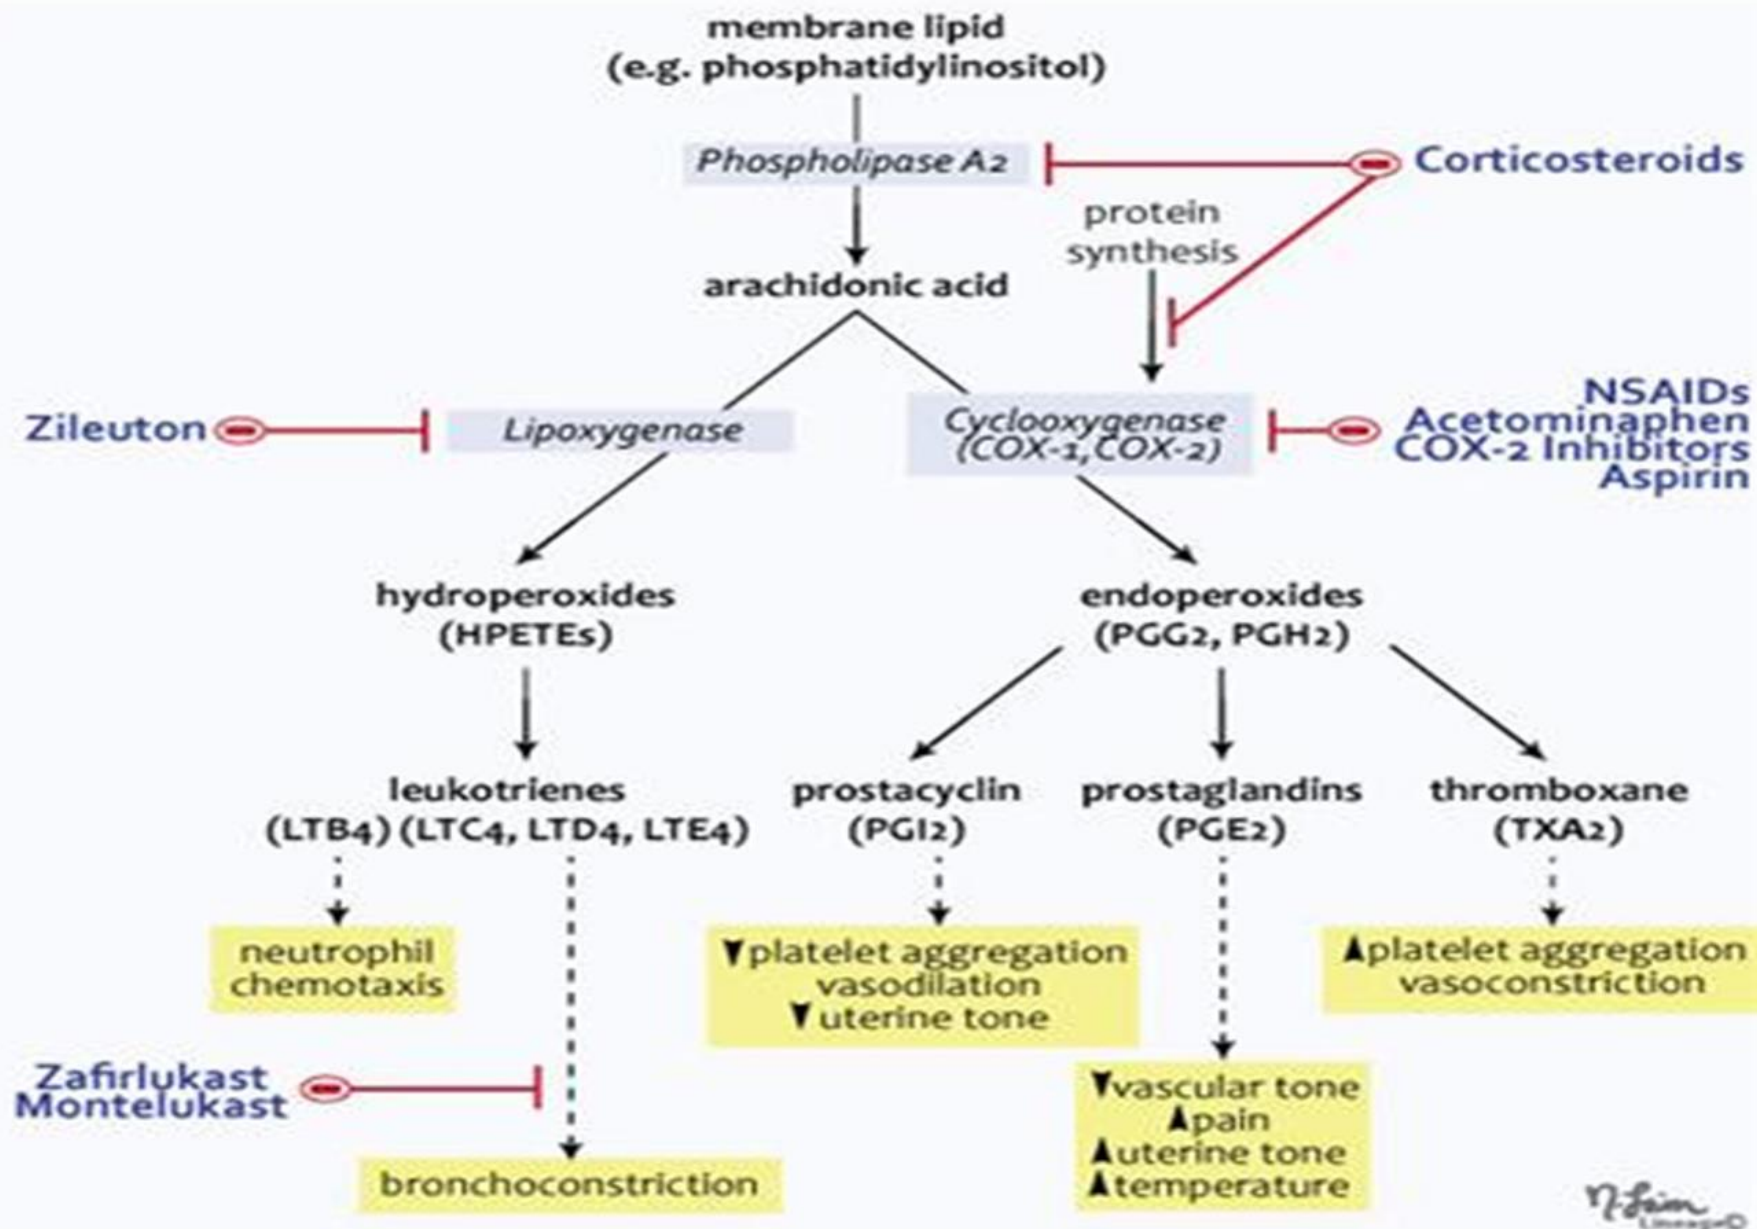 membrane lipid
(e.g. phosphatidylinositol)
Phospholipase A2
Corticosteroids
protein
synthesis
arachidonic acid
Zileuton
Lipoxygenase
Cyclooxygenase
(COX-1,COX-2)
NSAIDs
Acetominaphen
COX-2 Inhibitors
Aspirin
hydroperoxides
(HPETEs)
endoperoxides
(PGG2, PGH2)
leukotrienes
(LTB4) (LTC4, LTD4, LTE4)
prostacyclin
(PGI2)
prostaglandins
(PGE2)
thromboxane
(TXA2)
neutrophil
chemotaxis
▼platelet aggregation
vasodilation
▼uterine tone
▲platelet aggregation
vasoconstriction
Zafirlukast
Montelukast
▼vascular tone
▲pain
▲uterine tone
▲temperature
bronchoconstriction